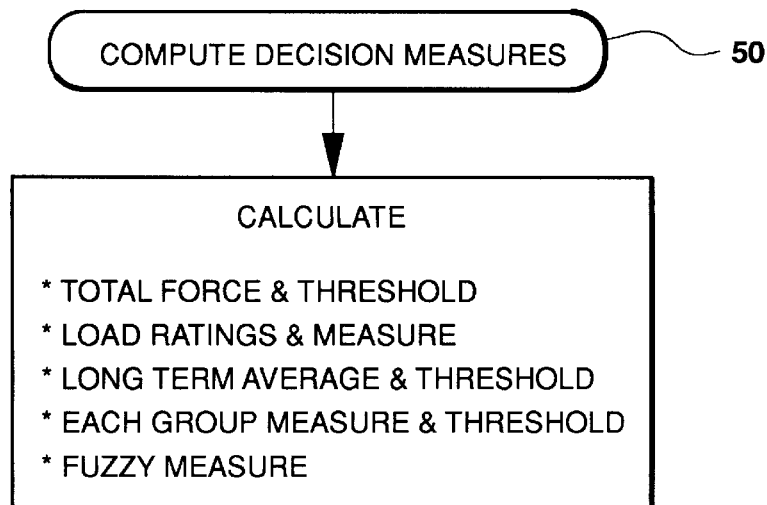 COMPUTE DECISION MEASURES
50
CALCULATE
* TOTAL FORCE & THRESHOLD
* LOAD RATINGS & MEASURE
* LONG TERM AVERAGE & THRESHOLD
* EACH GROUP MEASURE & THRESHOLD
* FUZZY MEASURE